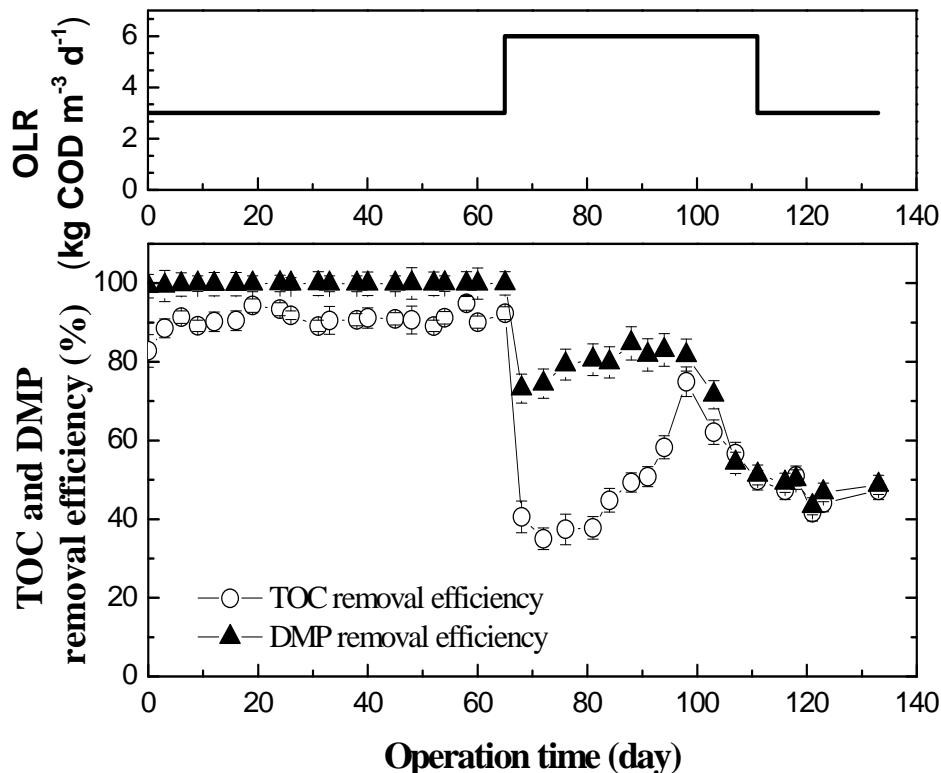 OLR
(kg COD m⁻³ d⁻¹)
6
4
2
0
0 20 40 60 80 100 120 140
TOC and DMP
removal efficiency (%)
100
80
60
40
20
0
TOC removal efficiency
DMP removal efficiency
0 20 40 60 80 100 120 140
Operation time (day)